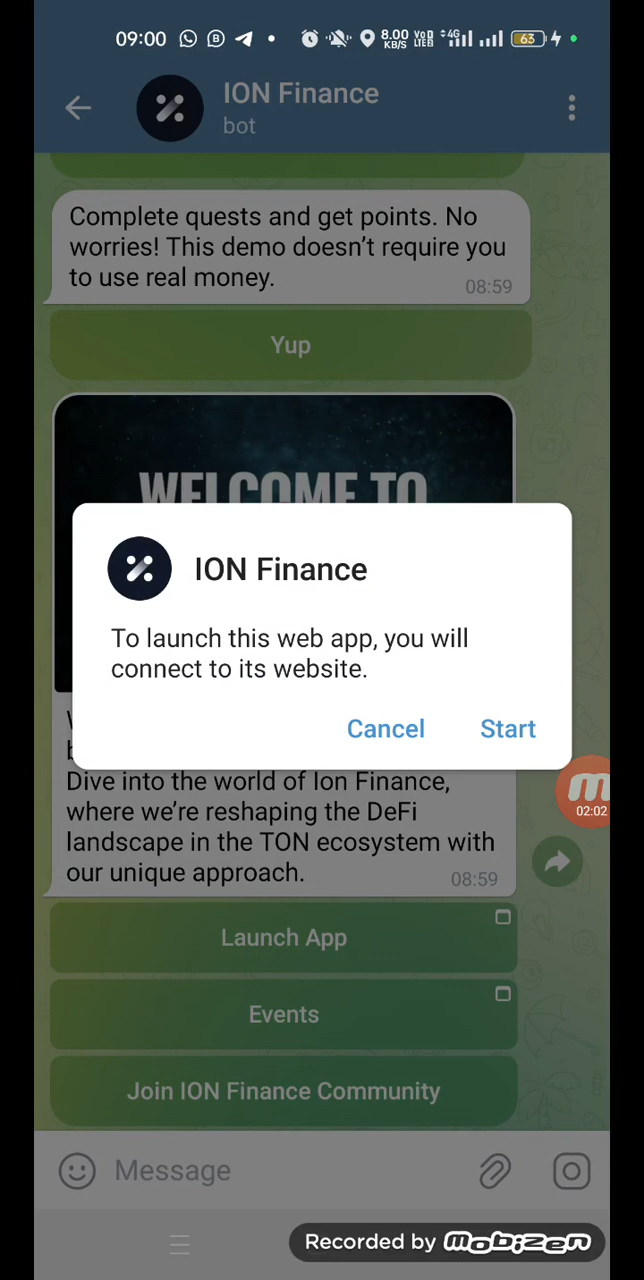 09:00
8.00 KB/S
VoD LTE
4G
63
ION Finance
bot
Complete quests and get points. No
worries! This demo doesn't require you
to use real money.
08:59
Yup
WELCOME TO
ION Finance
To launch this web app, you will
connect to its website.
Cancel Start
Dive into the world of Ion Finance,
where we're reshaping the DeFi
landscape in the TON ecosystem with
our unique approach.
08:59
02:02
Launch App
Events
Join ION Finance Community
Message
Recorded by mobizen